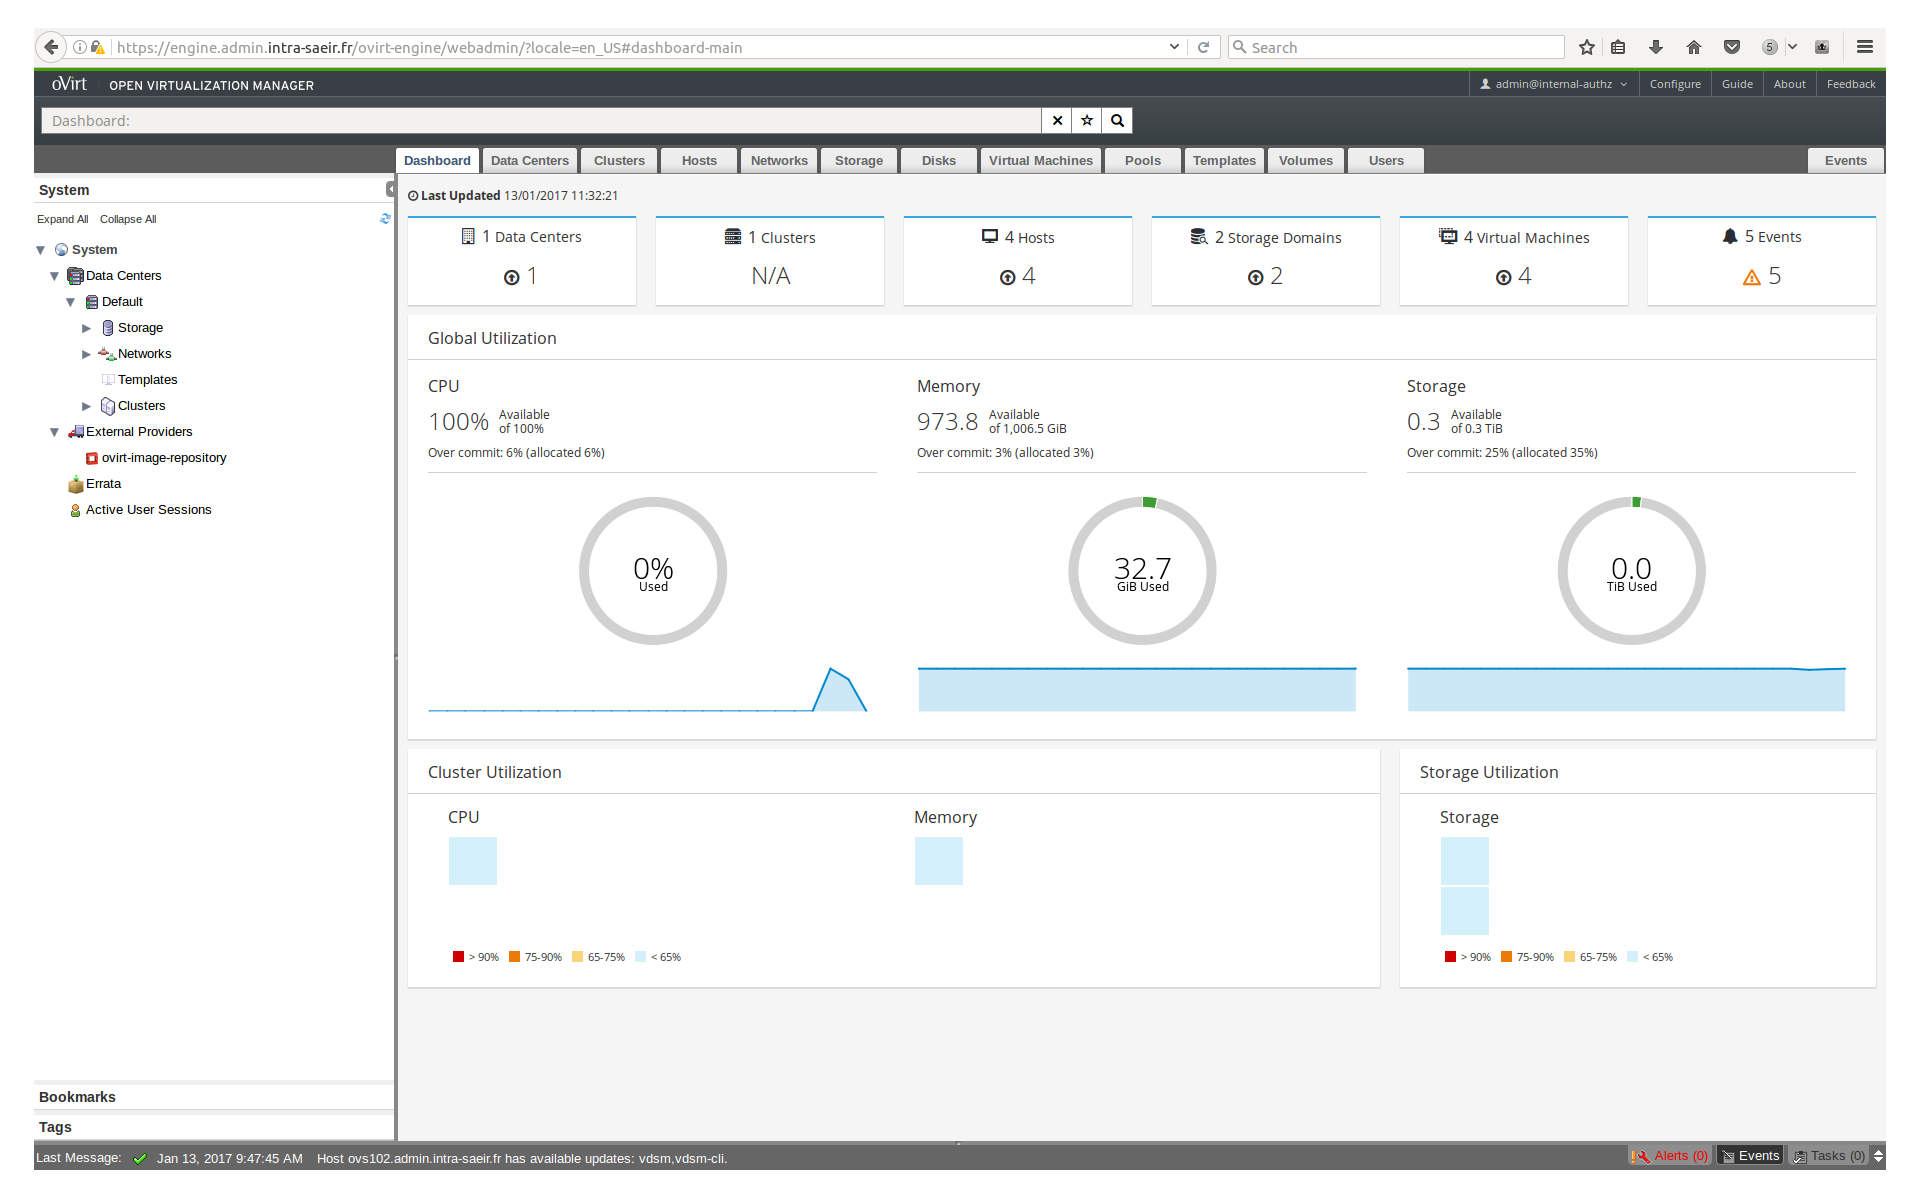 https://engine.admin.intra-saeir.fr/ovirt-engine/webadmin/?locale=en_US#dashboard-main
Search
5
oVirt OPEN VIRTUALIZATION MANAGER
admin@internal-authz
Configure
Guide
About
Feedback
Dashboard:
Dashboard
Data Centers
Clusters
Hosts
Networks
Storage
Disks
Virtual Machines
Pools
Templates
Volumes
Users
Events
System
Expand All Collapse All
System
Data Centers
Default
Storage
Networks
Templates
Clusters
External Providers
ovirt-image-repository
Errata
Active User Sessions
Bookmarks
Tags
Last Updated 13/01/2017 11:32:21
1 Data Centers
1
1 Clusters
N/A
4 Hosts
4
2 Storage Domains
2
4 Virtual Machines
4
5 Events
5
Global Utilization
CPU
100% Available
of 100%
Over commit: 6% (allocated 6%)
0%
Used
Memory
973.8 Available
of 1,006.5 GiB
Over commit: 3% (allocated 3%)
32.7
GiB Used
Storage
0.3 Available
of 0.3 TiB
Over commit: 25% (allocated 35%)
0.0
TiB Used
Cluster Utilization
CPU
Memory
> 90% 75-90% 65-75% < 65%
Storage Utilization
Storage
> 90% 75-90% 65-75% < 65%
Last Message: Jan 13, 2017 9:47:45 AM Host ovs102.admin.intra-saeir.fr has available updates: vdsm,vdsm-cli.
Alerts (0)
Events
Tasks (0)